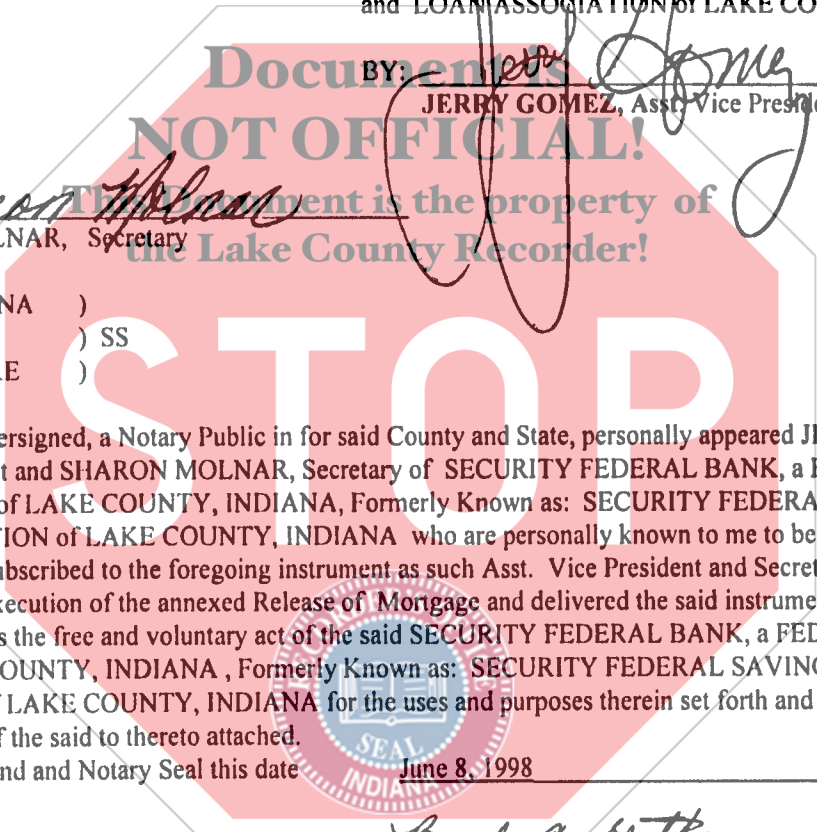 and LOAN ASSOCIATION of LAKE CO
Document is
BY: Jerry Gomez
JERRY GOMEZ, Asst. Vice Preside
NOT OFFICIAL!
This Document is the property of
Molnar
LNAR, Secretary
the Lake County Recorder!
NA )
) SS
E )
STOP
ersigned, a Notary Public in for said County and State, personally appeared J
t and SHARON MOLNAR, Secretary of SECURITY FEDERAL BANK, a
of LAKE COUNTY, INDIANA, Formerly Known as: SECURITY FEDERA
TION of LAKE COUNTY, INDIANA who are personally known to me to be
ubscribed to the foregoing instrument as such Asst. Vice President and Secret
xecution of the annexed Release of Mortgage and delivered the said instrume
s the free and voluntary act of the said SECURITY FEDERAL BANK, a FED
OUNTY, INDIANA , Formerly Known as: SECURITY FEDERAL SAVING
LAKE COUNTY, INDIANA for the uses and purposes therein set forth and
f the said to thereto attached.
nd and Notary Seal this date June 8, 1998
SEAL
INDIANA